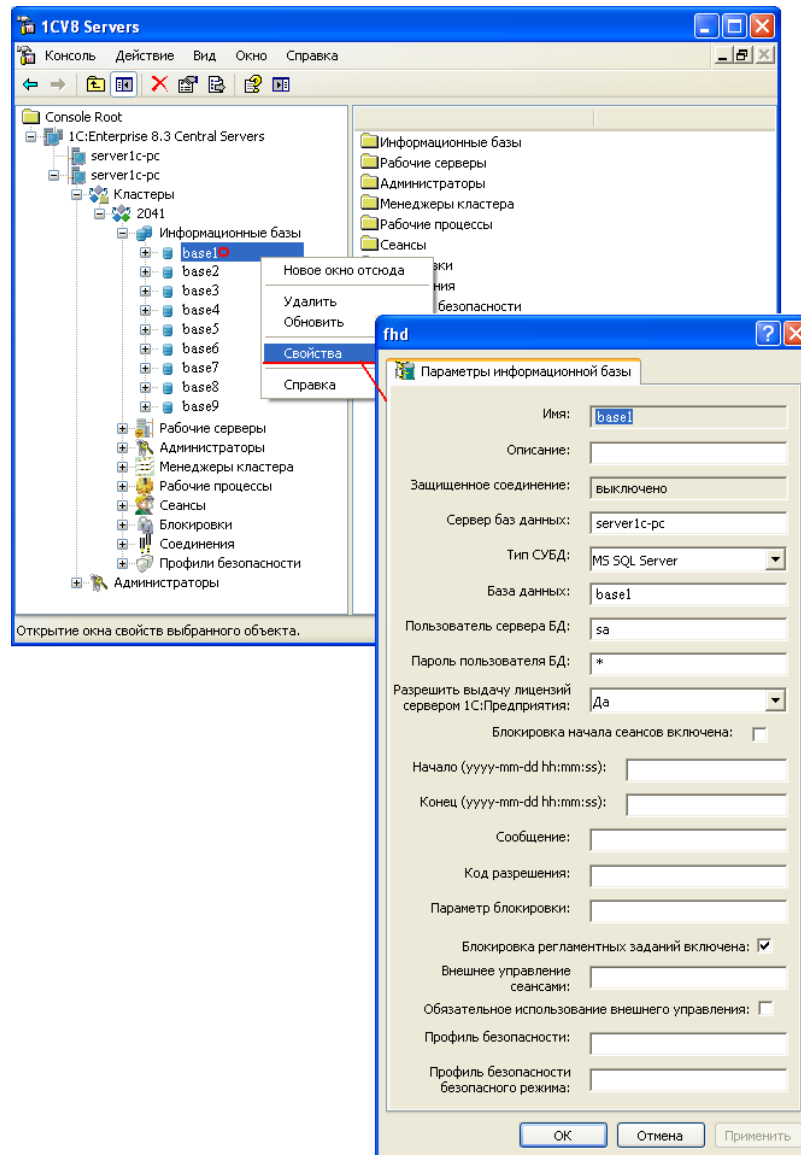 1CV8 Servers
Консоль Действие Вид Окно Справка
Console Root
1C:Enterprise 8.3 Central Servers
server1c-pc
server1c-pc
Кластеры
2041
Информационные базы
base1
base2
base3
base4
base5
base6
base7
base8
base9
Рабочие серверы
Администраторы
Менеджеры кластера
Рабочие процессы
Сеансы
Блокировки
Соединения
Профили безопасности
Администраторы
Информационные базы
Рабочие серверы
Администраторы
Менеджеры кластера
Рабочие процессы
Сеансы
вки
ния
безопасности
Новое окно отсюда
Удалить
Обновить
Свойства
Справка
Открытие окна свойств выбранного объекта.
fhd
Параметры информационной базы
Имя: base1
Описание:
Защищенное соединение: выключено
Сервер баз данных: server1c-pc
Тип СУБД: MS SQL Server
База данных: base1
Пользователь сервера БД: sa
Пароль пользователя БД: *
Разрешить выдачу лицензий
сервером 1С:Предприятия: Да
Блокировка начала сеансов включена:
Начало (yyyy-mm-dd hh:mm:ss):
Конец (yyyy-mm-dd hh:mm:ss):
Сообщение:
Код разрешения:
Параметр блокировки:
Блокировка регламентных заданий включена:
Внешнее управление
сеансами:
Обязательное использование внешнего управления:
Профиль безопасности:
Профиль безопасности
безопасного режима:
ОК Отмена Применить